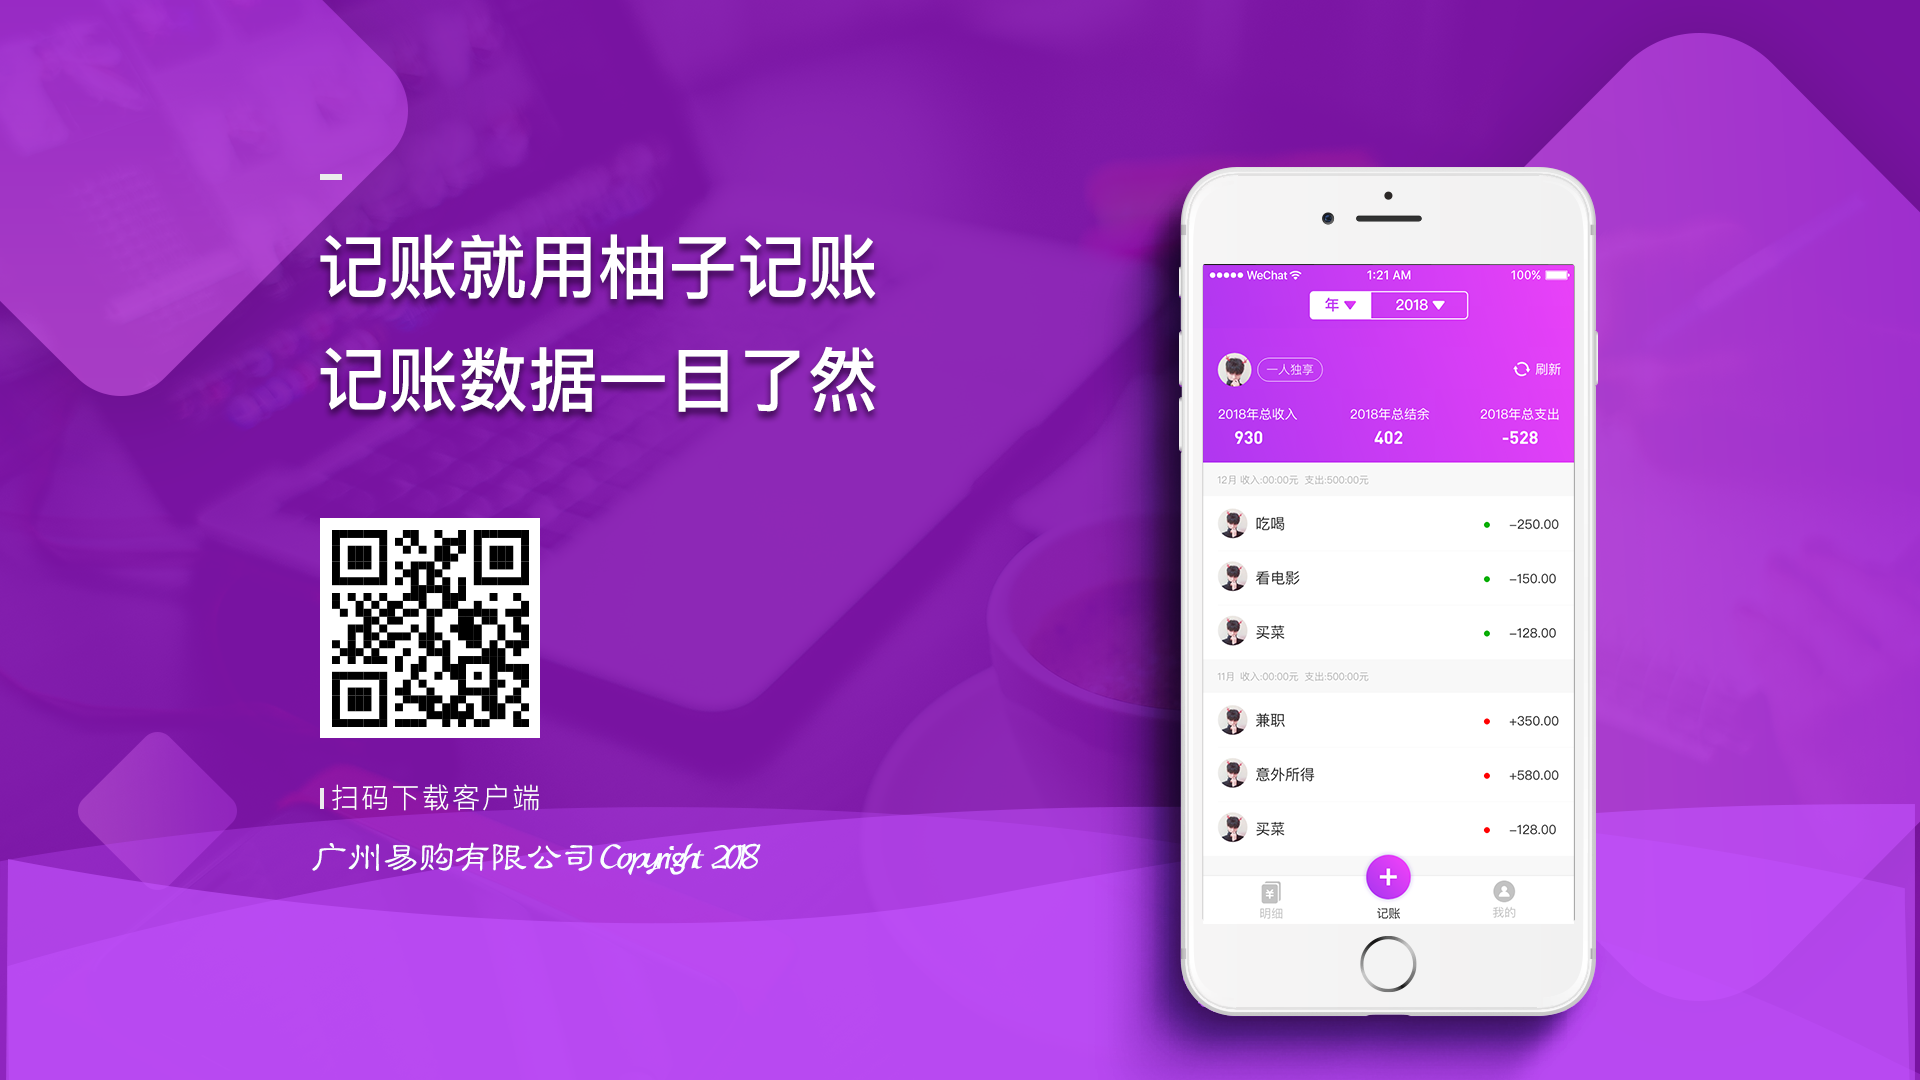 记账就用柚子记账
记账数据一目了然
扫码下载客户端
广州易购有限公司 Copyright 2018
WeChat 1:21 AM 100%
年 2018
一人独享 刷新
2018年总收入 2018年总结余 2018年总支出
930 402 -528
12月 收入:00:00元 支出:500:00元
吃喝 -250.00
看电影 -150.00
买菜 -128.00
11月 收入:00:00元 支出:500:00元
兼职 +350.00
意外所得 +580.00
买菜 -128.00
明细 记账 我的